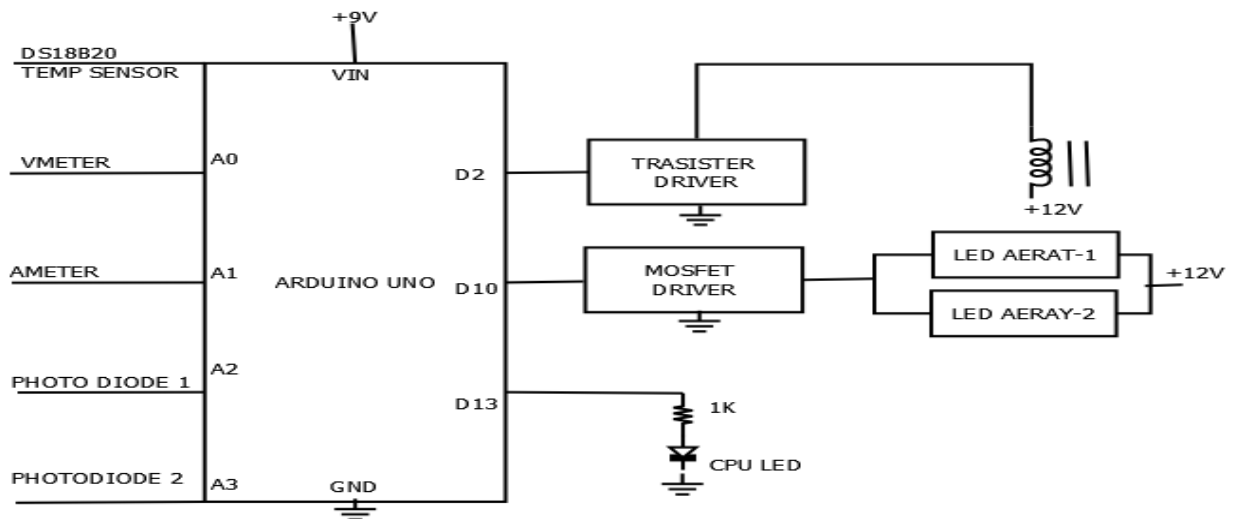 +9V
DS18B20
TEMP SENSOR
VIN
VMETER
A0
D2
TRASISTER
DRIVER
+12V
AMETER
A1
ARDUINO UNO
D10
MOSFET
DRIVER
LED AERAT-1
+12V
LED AERAY-2
PHOTO DIODE 1
A2
D13
1K
CPU LED
PHOTODIODE 2
A3
GND